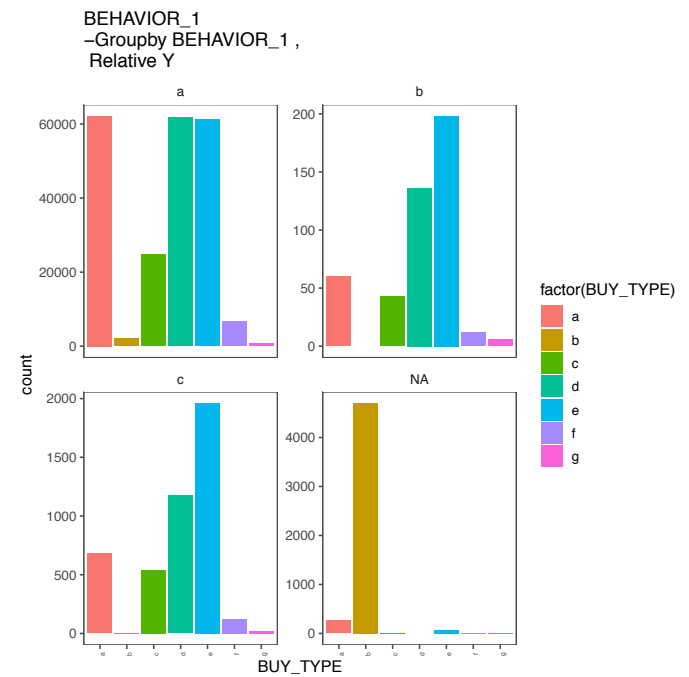 BEHAVIOR_1
−Groupby BEHAVIOR_1 ,
Relative Y
a
b
60000
40000
20000
0
200
150
100
50
0
c
NA
2000
1500
1000
500
0
4000
3000
2000
1000
0
a b c d e f g
a b c d e f g
count
BUY_TYPE
factor(BUY_TYPE)
a
b
c
d
e
f
g